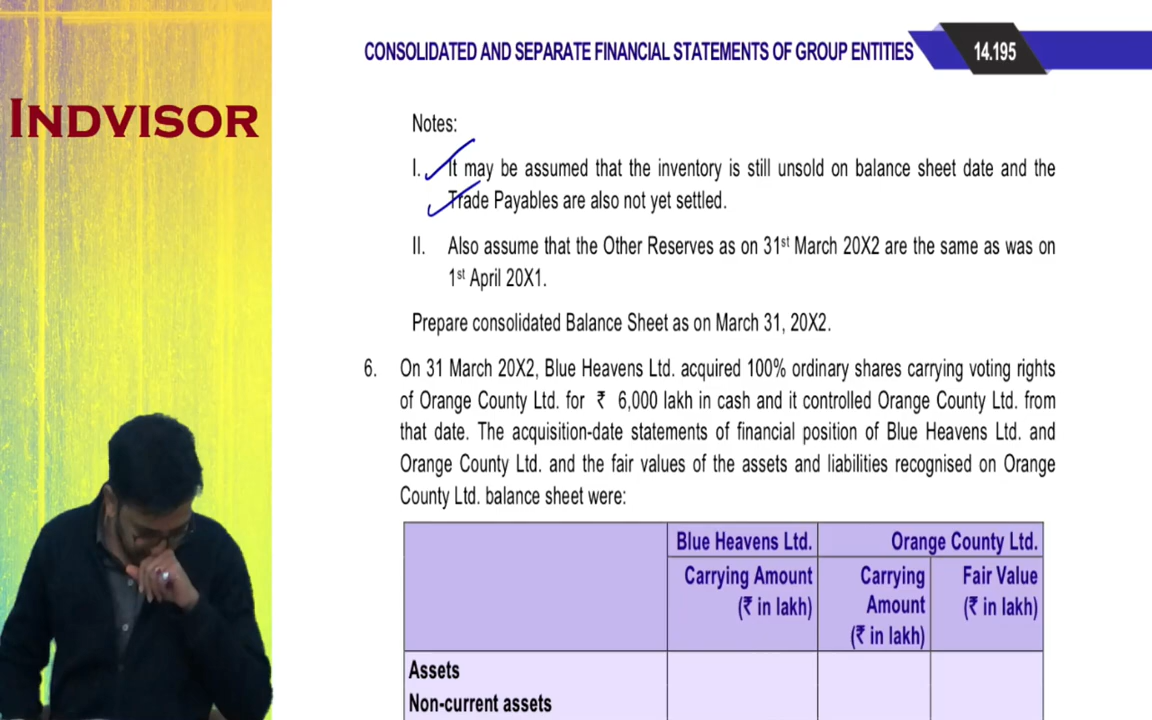 INDVISOR
CONSOLIDATED AND SEPARATE FINANCIAL STATEMENTS OF GROUP ENTITIES 14.195
Notes:
I. It may be assumed that the inventory is still unsold on balance sheet date and the
Trade Payables are also not yet settled.
II. Also assume that the Other Reserves as on 31st March 20X2 are the same as was on
1st April 20X1.
Prepare consolidated Balance Sheet as on March 31, 20X2.
6. On 31 March 20X2, Blue Heavens Ltd. acquired 100% ordinary shares carrying voting rights
of Orange County Ltd. for ₹ 6,000 lakh in cash and it controlled Orange County Ltd. from
that date. The acquisition-date statements of financial position of Blue Heavens Ltd. and
Orange County Ltd. and the fair values of the assets and liabilities recognised on Orange
County Ltd. balance sheet were:
Blue Heavens Ltd. Orange County Ltd.
Carrying Amount Carrying Fair Value
(₹ in lakh) Amount (₹ in lakh)
(₹ in lakh)
Assets
Non-current assets